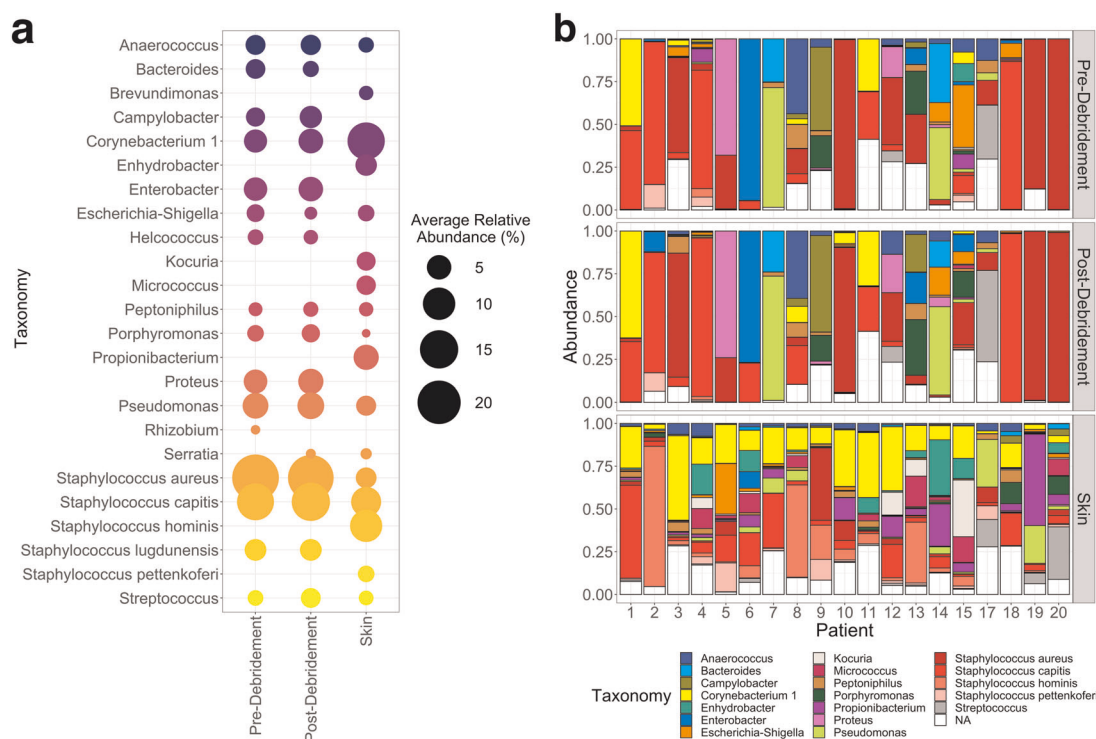 a
Taxonomy
Anaerococcus
Bacteroides
Brevundimonas
Campylobacter
Corynebacterium 1
Enhydrobacter
Enterobacter
Escherichia-Shigella
Helcococcus
Kocuria
Micrococcus
Peptoniphilus
Porphyromonas
Propionibacterium
Proteus
Pseudomonas
Rhizobium
Serratia
Staphylococcus aureus
Staphylococcus capitis
Staphylococcus hominis
Staphylococcus lugdunensis
Staphylococcus pettenkoferi
Streptococcus
Pre-Debridement
Post-Debridement
Skin
Average Relative
Abundance (%)
5
10
15
20
b
Abundance
1.00
0.75
0.50
0.25
0.00
Pre-Debridement
1.00
0.75
0.50
0.25
0.00
Post-Debridement
1.00
0.75
0.50
0.25
0.00
Skin
1 2 3 4 5 6 7 8 9 10 11 12 13 14 15 17 18 19 20
Patient
Taxonomy
Anaerococcus
Bacteroides
Campylobacter
Corynebacterium 1
Enhydrobacter
Enterobacter
Escherichia-Shigella
Kocuria
Micrococcus
Peptoniphilus
Porphyromonas
Propionibacterium
Proteus
Pseudomonas
Staphylococcus aureus
Staphylococcus capitis
Staphylococcus hominis
Staphylococcus pettenkofer
Streptococcus
NA